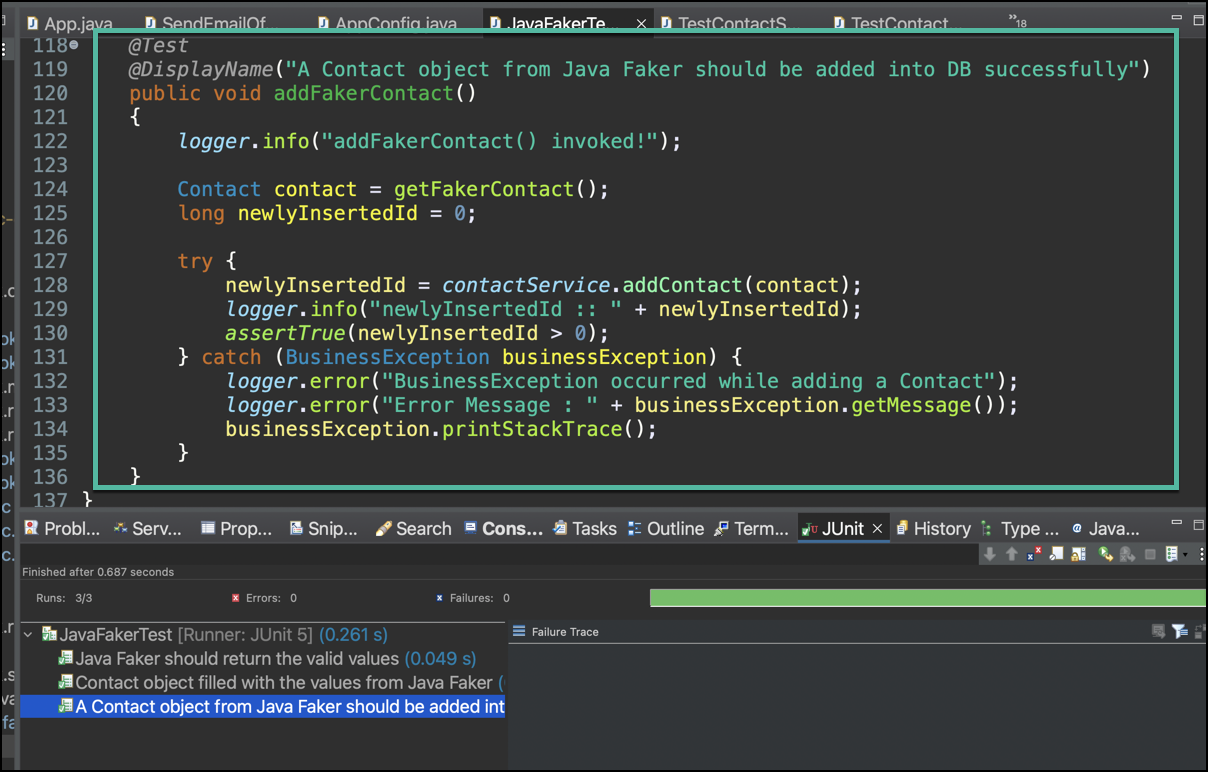 App.java SendEmailOf... AppConfig.java JavaFakerTe... TestContactS... TestContact... »18
118 @Test
119 @DisplayName("A Contact object from Java Faker should be added into DB successfully")
120 public void addFakerContact()
121 {
122 logger.info("addFakerContact() invoked!");
123
124 Contact contact = getFakerContact();
125 long newlyInsertedId = 0;
126
127 try {
128 newlyInsertedId = contactService.addContact(contact);
129 logger.info("newlyInsertedId :: " + newlyInsertedId);
130 assertTrue(newlyInsertedId > 0);
131 } catch (BusinessException businessException) {
132 logger.error("BusinessException occurred while adding a Contact");
133 logger.error("Error Message : " + businessException.getMessage());
134 businessException.printStackTrace();
135 }
136 }
137 }
Probl... Serv... Prop... Snip... Search Cons... Tasks Outline Term... JUnit History Type ... Java...
Finished after 0.687 seconds
Runs: 3/3 Errors: 0 Failures: 0
JavaFakerTest [Runner: JUnit 5] (0.261 s)
Failure Trace
Java Faker should return the valid values (0.049 s)
Contact object filled with the values from Java Faker (
A Contact object from Java Faker should be added int